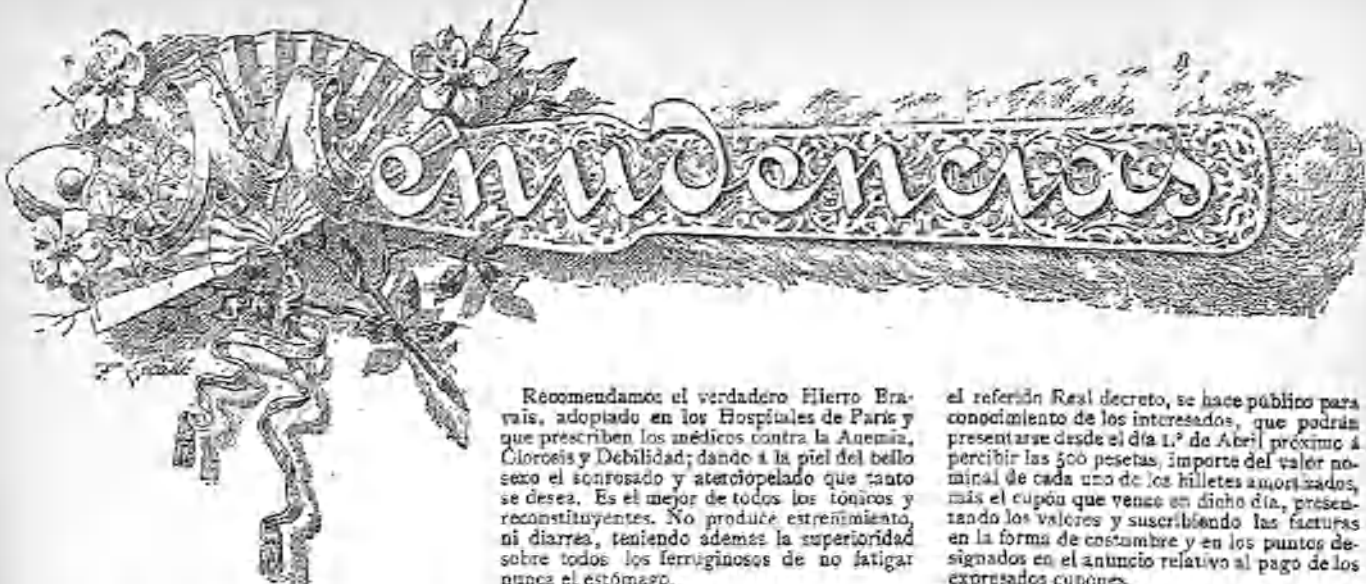 Menudencias
Recomendamos el verdadero Hierro Bra-
vais, adoptado en los Hospitales de París y
que prescriben los médicos contra la Anemia,
Clorosis y Debilidad; dando á la piel del bello
sexo el sonrosado y aterciopelado que tanto
se desea. Es el mejor de todos los tónicos y
reconstituyentes. No produce estreñimiento,
ni diarrea, teniendo ademas la superioridad
sobre todos los ferruginosos de no fatigar
nunca el estómago.
el referido Real decreto, se hace público para
conocimiento de los interesados, que podrán
presentarse desde el día 1.º de Abril próximo á
percibir las 500 pesetas, importe del valor no-
minal de cada uno de los billetes amortizados,
más el cupón que vence en dicho día, presen-
tando los valores y suscribiendo las facturas
en la forma de costumbre y en los puntos de-
signados en el anuncio relativo al pago de los
expresados cupones.